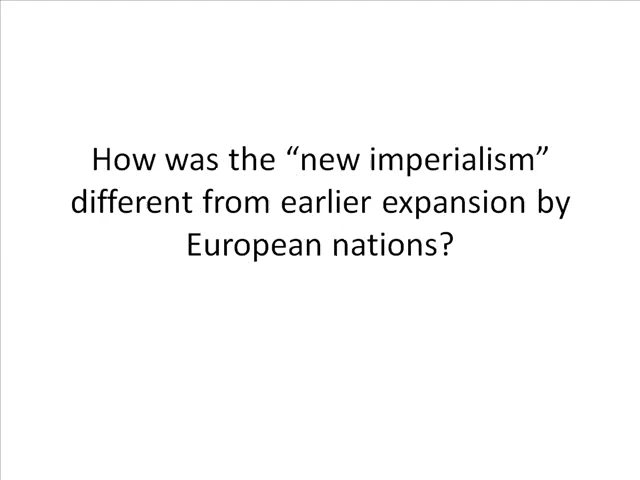 How was the “new imperialism”
different from earlier expansion by
European nations?